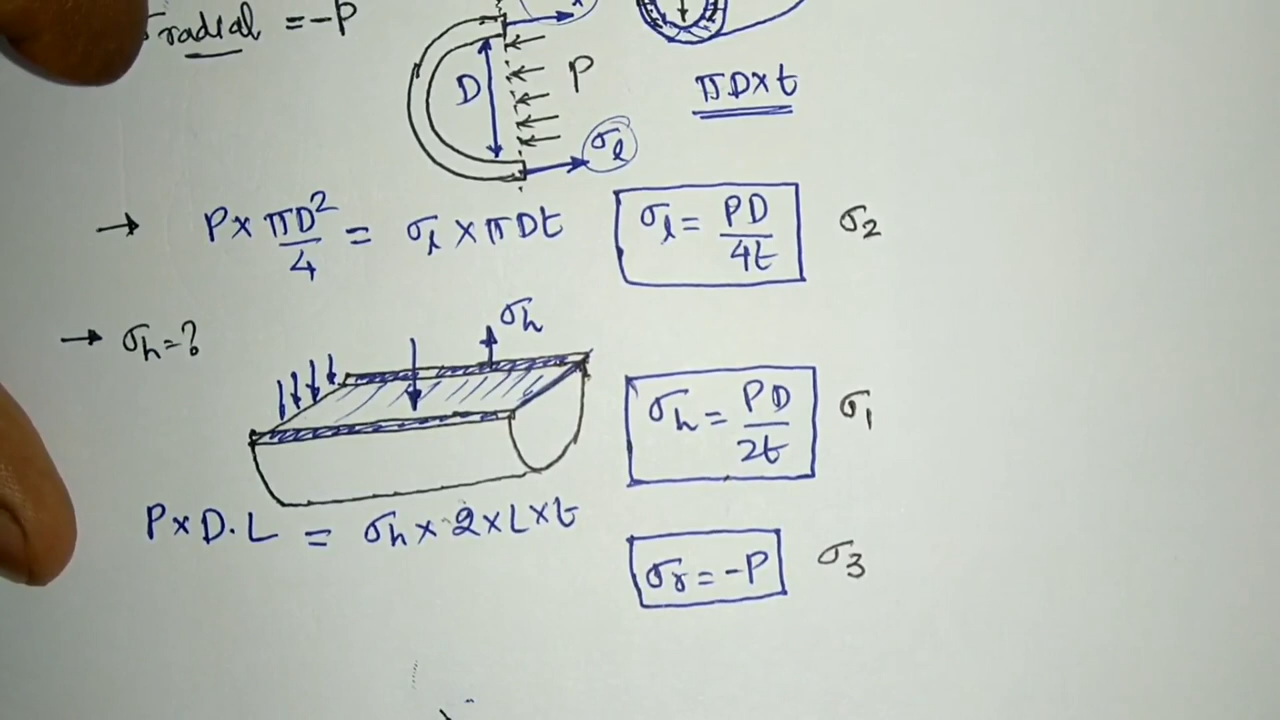 σradial = -P
D
P
πD×t
σl
→ P × πD²/4 = σl × πDt
σl = PD/4t
σ2
→ σh = ?
σh
σh = PD/2t
σ1
P×D.L = σh × 2×L×t
σr = -P
σ3